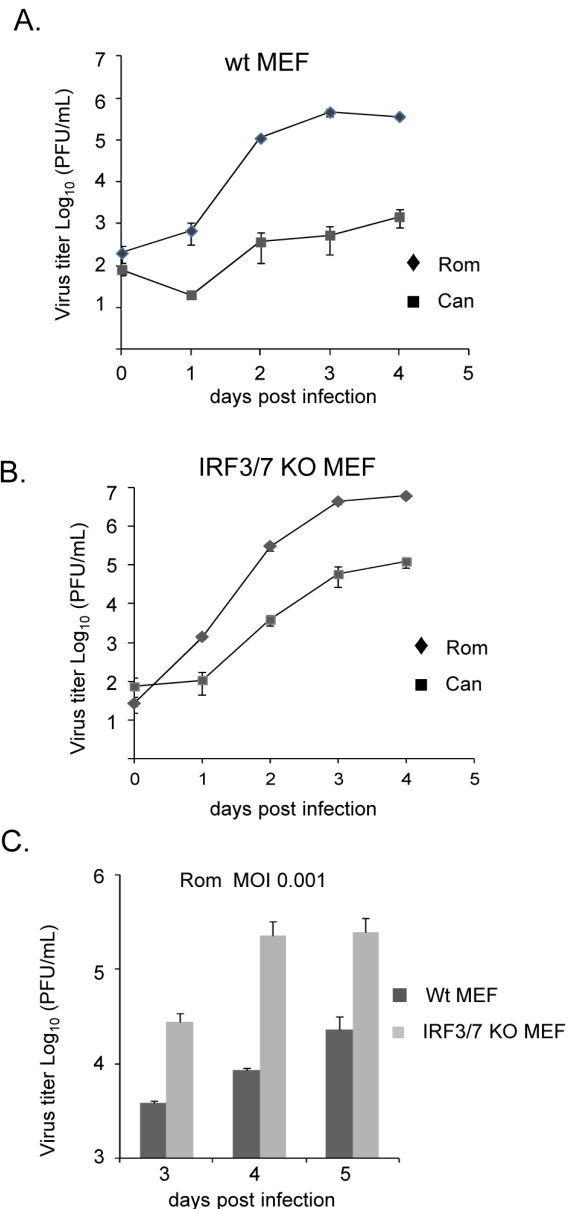 A.
wt MEF
Virus titer Log10 (PFU/mL)
7
6
5
4
3
2
1
Rom
Can
0 1 2 3 4 5
days post infection
B.
IRF3/7 KO MEF
Virus titer Log10 (PFU/mL)
7
6
5
4
3
2
1
Rom
Can
0 1 2 3 4 5
days post infection
C.
Rom MOI 0.001
Virus titer Log10 (PFU/mL)
6
5
4
3
Wt MEF
IRF3/7 KO MEF
3 4 5
days post infection